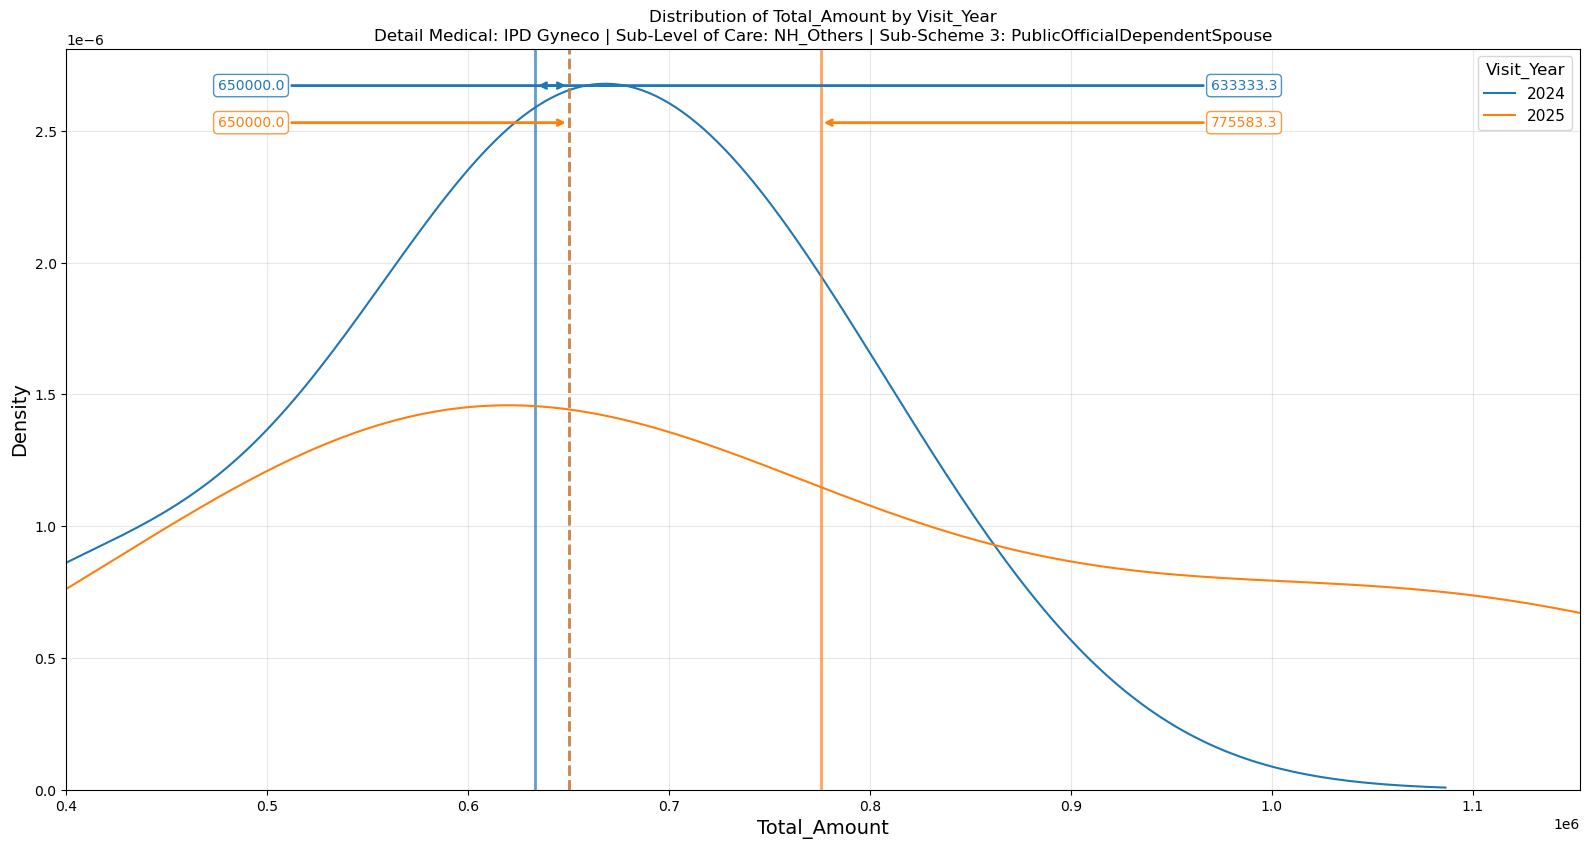 Distribution of Total_Amount by Visit_Year
Detail Medical: IPD Gyneco | Sub-Level of Care: NH_Others | Sub-Scheme 3: PublicOfficialDependentSpouse
1e−6
Visit_Year
2024
2025
650000.0
633333.3
650000.0
775583.3
2.5
2.0
1.5
1.0
0.5
0.0
Density
0.4
0.5
0.6
0.7
0.8
0.9
1.0
1.1
1e6
Total_Amount